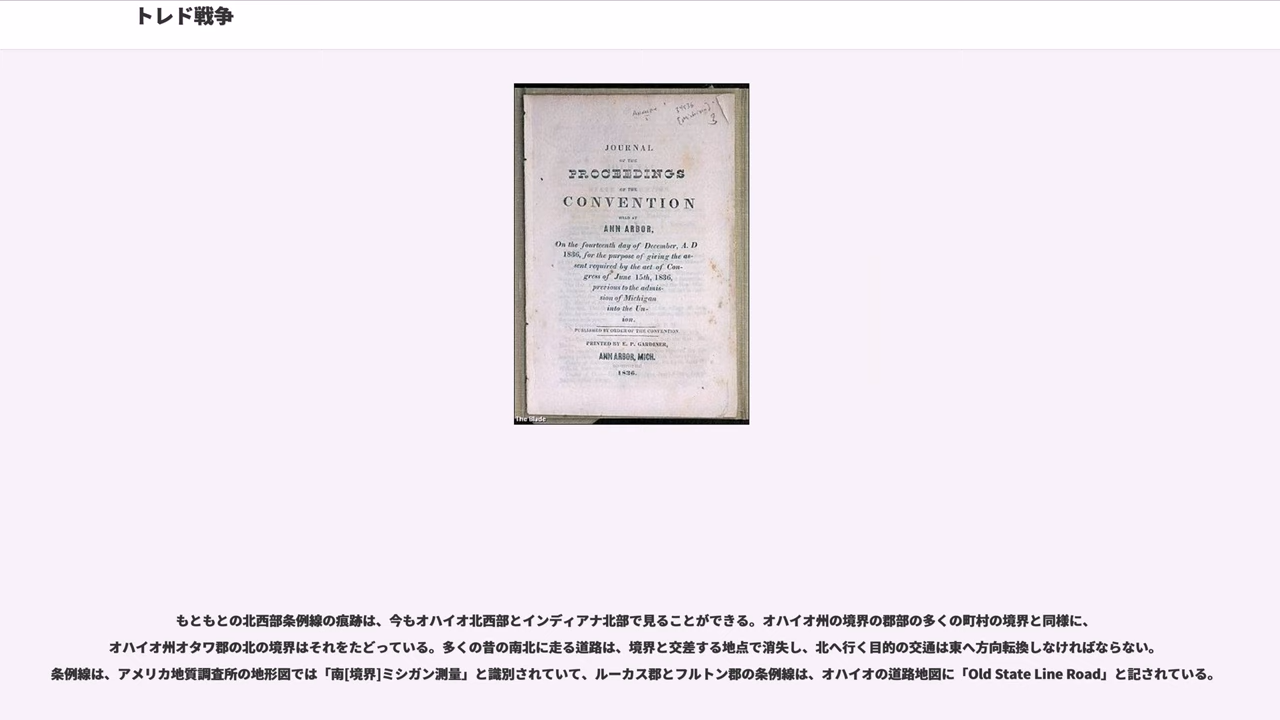 トレド戦争
JOURNAL
OF THE
PROCEEDINGS
OF THE
CONVENTION
HELD AT
ANN ARBOR,
On the fourteenth day of December, A. D
1836, for the purpose of giving the as-
sent required by the act of Con-
gress of June 15th, 1836,
previous to the admis-
sion of Michigan
into the Un-
ion.
PUBLISHED BY ORDER OF THE CONVENTION.
PRINTED BY E. P. GARDINER,
ANN ARBOR, MICH.
1836.
The Blade
もともとの北西部条例線の痕跡は、今もオハイオ北西部とインディアナ北部で見ることができる。オハイオ州の境界の郡部の多くの町村の境界と同様に、
オハイオ州オタワ郡の北の境界はそれをたどっている。多くの昔の南北に走る道路は、境界と交差する地点で消失し、北へ行く目的の交通は東へ方向転換しなければならない。
条例線は、アメリカ地質調査所の地形図では「南[境界]ミシガン測量」と識別されていて、ルーカス郡とフルトン郡の条例線は、オハイオの道路地図に「Old State Line Road」と記されている。